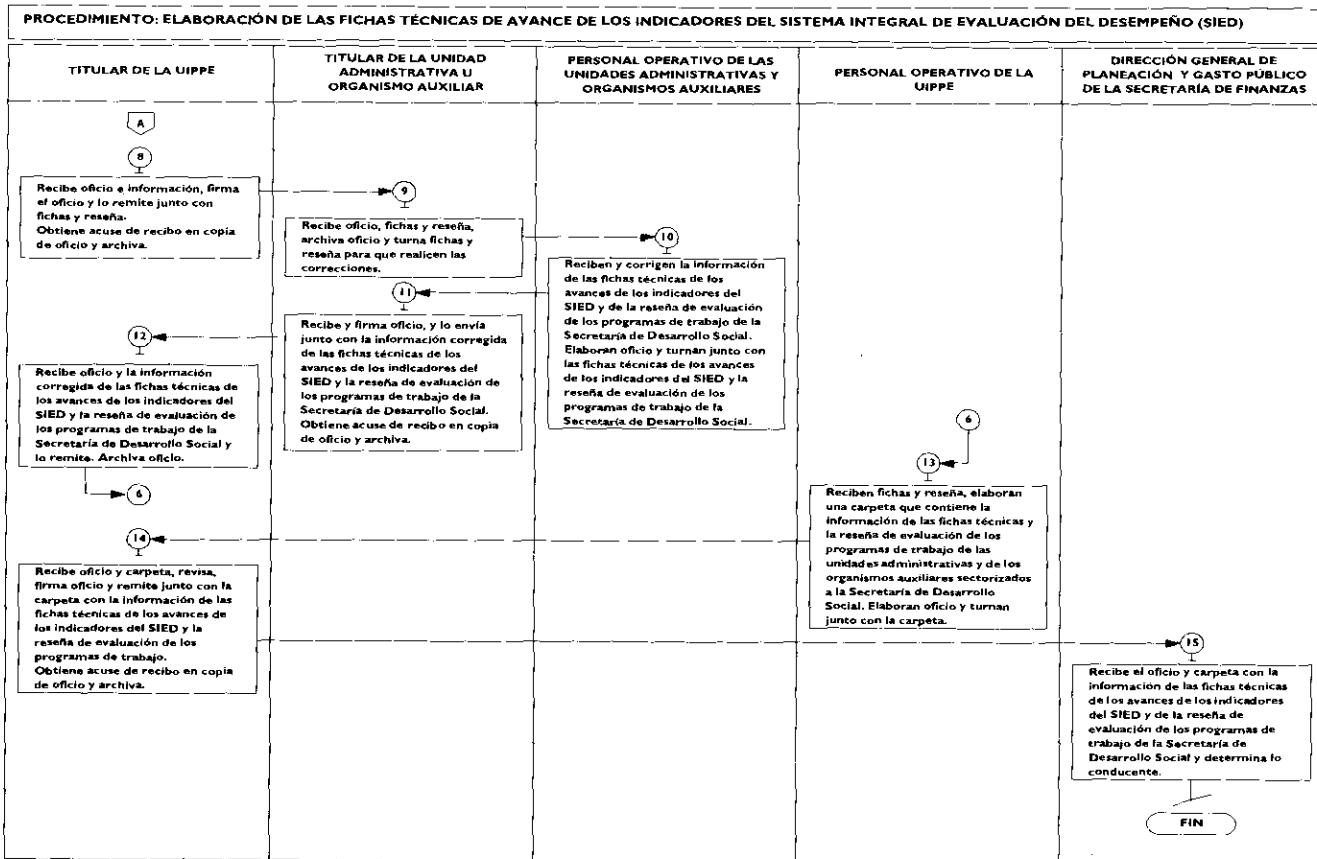 PROCEDIMIENTO: ELABORACIÓN DE LAS FICHAS TÉCNICAS DE AVANCE DE LOS INDICADORES DEL SISTEMA INTEGRAL DE EVALUACIÓN DEL DESEMPEÑO (SIED)
TITULAR DE LA UIPPE
TITULAR DE LA UNIDAD
ADMINISTRATIVA U
ORGANISMO AUXILIAR
PERSONAL OPERATIVO DE LAS
UNIDADES ADMINISTRATIVAS Y
ORGANISMOS AUXILIARES
PERSONAL OPERATIVO DE LA
UIPPE
DIRECCIÓN GENERAL DE
PLANEACIÓN Y GASTO PÚBLICO
DE LA SECRETARÍA DE FINANZAS
A
8
Recibe oficio e información, firma
el oficio y lo remite junto con
fichas y reseña.
Obtiene acuse de recibo en copia
de oficio y archiva.
9
Recibe oficio, fichas y reseña,
archiva oficio y turna fichas y
reseña para que realicen las
correcciones.
10
Reciben y corrigen la información
de las fichas técnicas de los
avances de los indicadores del
SIED y de la reseña de evaluación
de los programas de trabajo de la
Secretaría de Desarrollo Social.
Elaboran oficio y turnan junto con
las fichas técnicas de los avances
de los indicadores del SIED y la
reseña de evaluación de los
programas de trabajo de la
Secretaría de Desarrollo Social.
11
Recibe y firma oficio, y lo envía
junto con la información corregida
de las fichas técnicas de los
avances de los indicadores del
SIED y la reseña de evaluación de
los programas de trabajo de la
Secretaría de Desarrollo Social.
Obtiene acuse de recibo en copia
de oficio y archiva.
12
Recibe oficio y la información
corregida de las fichas técnicas de
los avances de los indicadores del
SIED y la reseña de evaluación de
los programas de trabajo de la
Secretaría de Desarrollo Social y
lo remite. Archiva oficio.
6
6
13
Reciben fichas y reseña, elaboran
una carpeta que contiene la
información de las fichas técnicas y
la reseña de evaluación de los
programas de trabajo de las
unidades administrativas y de los
organismos auxiliares sectorizados
a la Secretaría de Desarrollo
Social. Elaboran oficio y turnan
junto con la carpeta.
14
Recibe oficio y carpeta, revisa,
firma oficio y remite junto con la
carpeta con la información de las
fichas técnicas de los avances de
los indicadores del SIED y la
reseña de evaluación de los
programas de trabajo.
Obtiene acuse de recibo en copia
de oficio y archiva.
15
Recibe el oficio y carpeta con la
información de las fichas técnicas
de los avances de los indicadores
del SIED y de la reseña de
evaluación de los programas de
trabajo de la Secretaría de
Desarrollo Social y determina lo
conducente.
FIN